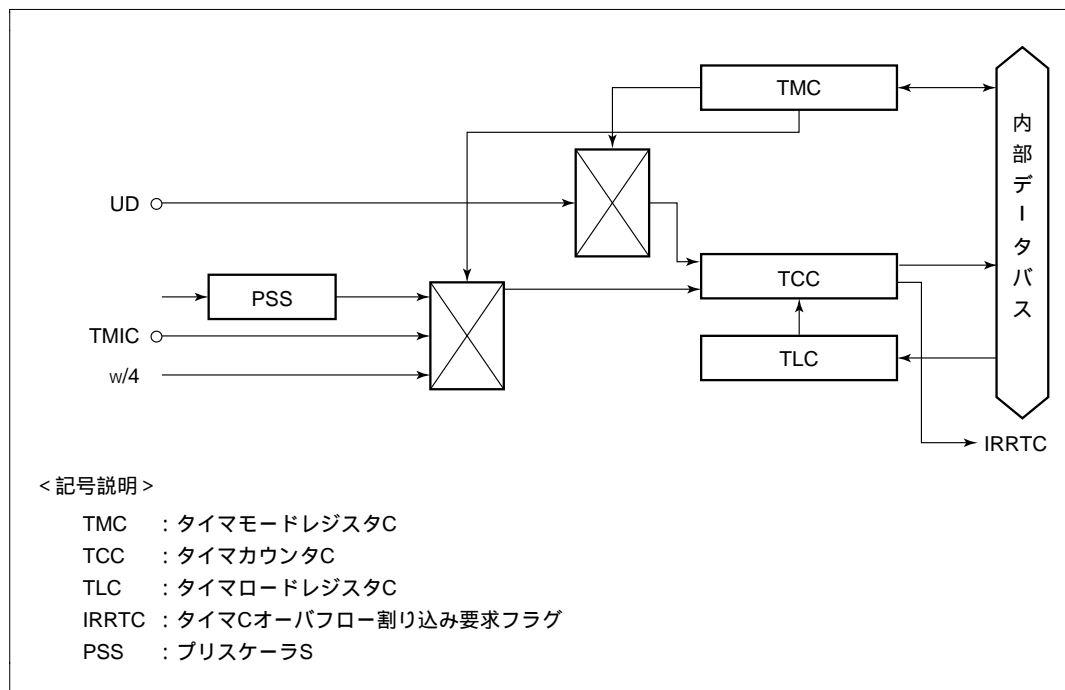 TMC
内部データバス
UD
TCC
PSS
TMIC
TLC
w/4
IRRTC
<記号説明>
TMC :タイマモードレジスタC
TCC :タイマカウンタC
TLC :タイマロードレジスタC
IRRTC :タイマCオーバフロー割り込み要求フラグ
PSS :プリスケーラS